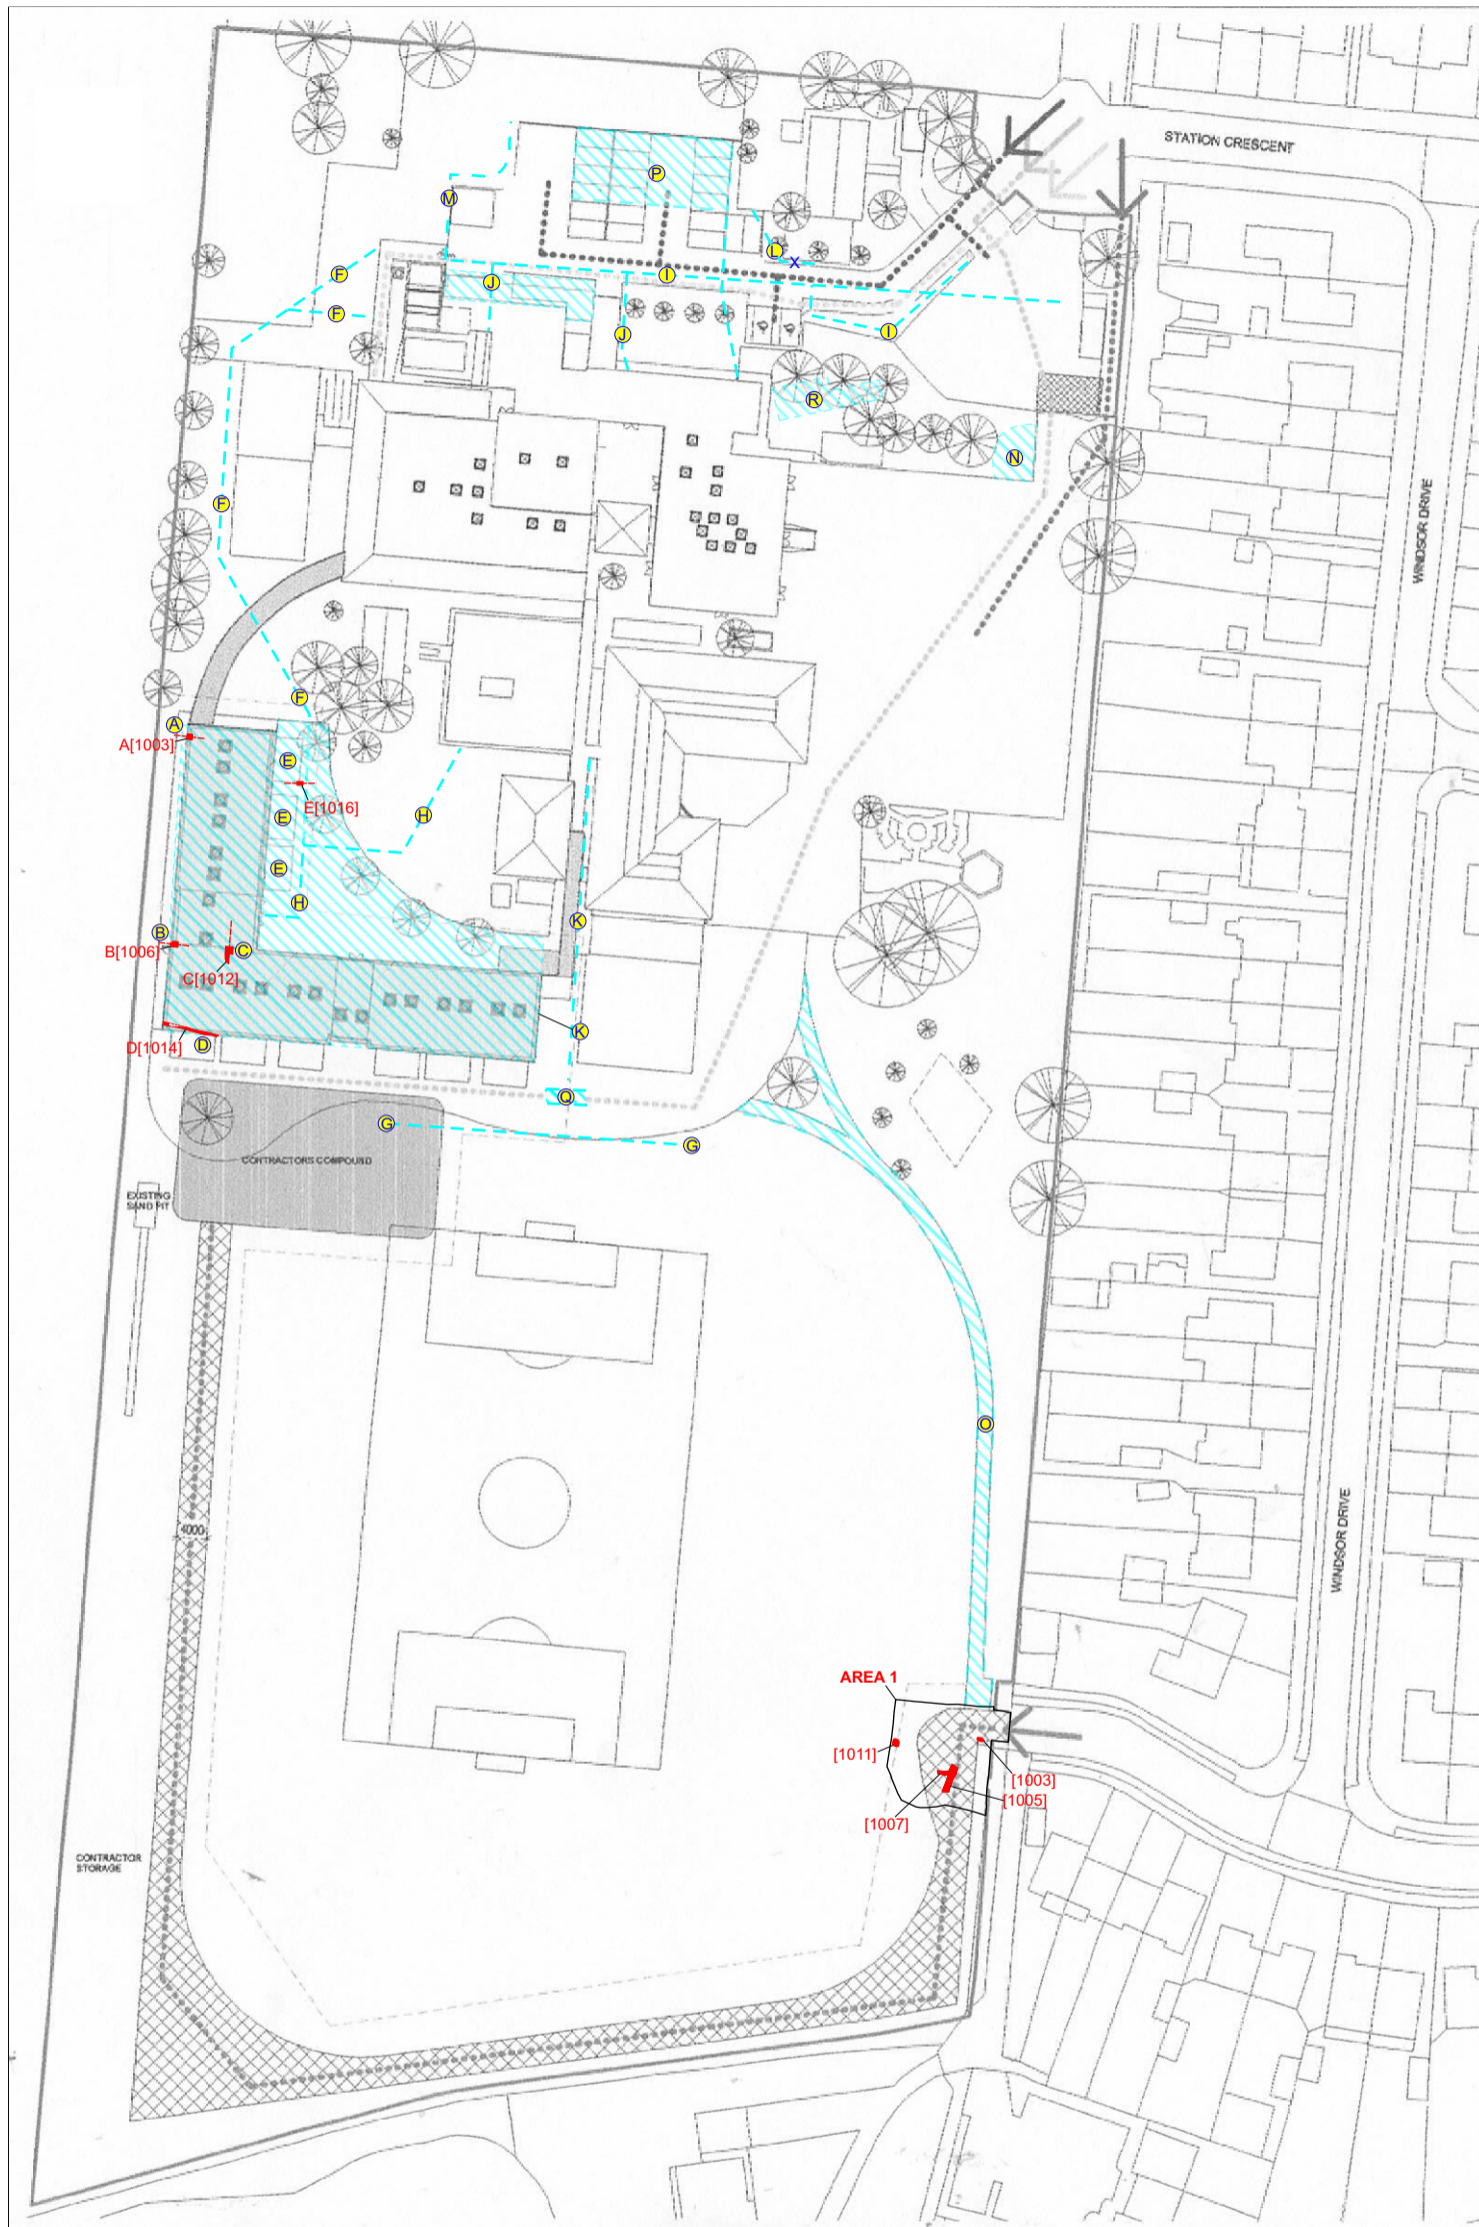 STATION CRESCENT
P
M
L
X
F
J
I
F
J
I
R
N
WINDSOR DRIVE
F
F
A
A[1003]
E
E[1016]
E
H
E
H
B
K
B[1006]
C
C[1012]
K
D[1014]
D
Q
G
G
CONTRACTORS COMPOUND
EXISTING
SAND PIT
O
4000
WINDSOR DRIVE
AREA 1
[1011]
[1003]
[1005]
[1007]
CONTRACTOR
STORAGE